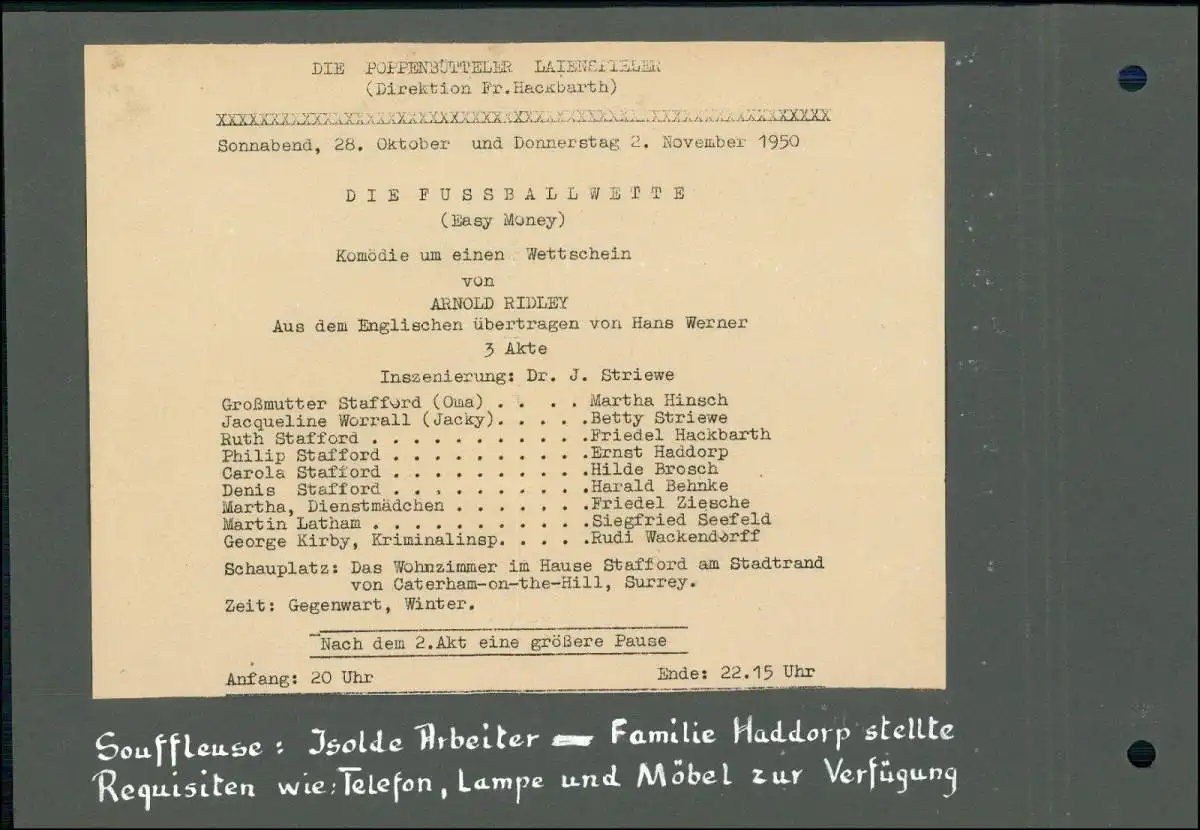 DIE POPPENBÜTTELER LAIENSPIELER
(Direktion Fr.Hackbarth)
XXXXXXXXXXXXXXXXXXXXXXXXXXXXXXXXXXXXXXXXXXXXXXXXXXXXXXXXXX
Sonnabend, 28. Oktober und Donnerstag 2. November 1950
D I E F U S S B A L L W E T T E
(Easy Money)
Komödie um einen Wettschein
von
ARNOLD RIDLEY
Aus dem Englischen übertragen von Hans Werner
3 Akte
Inszenierung: Dr. J. Striewe
Großmutter Stafford (Oma) . . . . Martha Hinsch
Jacqueline Worrall (Jacky). . . . .Betty Striewe
Ruth Stafford . . . . . . . . . . .Friedel Hackbarth
Philip Stafford . . . . . . . . . .Ernst Haddorp
Carola Stafford . . . . . . . . . .Hilde Brosch
Denis Stafford . . . . . . . . . .Harald Behnke
Martha, Dienstmädchen . . . . . . .Friedel Ziesche
Martin Latham . . . . . . . . . . .Siegfried Seefeld
George Kirby, Kriminalinsp. . . . .Rudi Wackendorff
Schauplatz: Das Wohnzimmer im Hause Stafford am Stadtrand
von Caterham-on-the-Hill, Surrey.
Zeit: Gegenwart, Winter.
Nach dem 2.Akt eine größere Pause
Anfang: 20 Uhr Ende: 22.15 Uhr
Souffleuse: Isolde Arbeiter – Familie Haddorp stellte
Requisiten wie: Telefon, Lampe und Möbel zur Verfügung